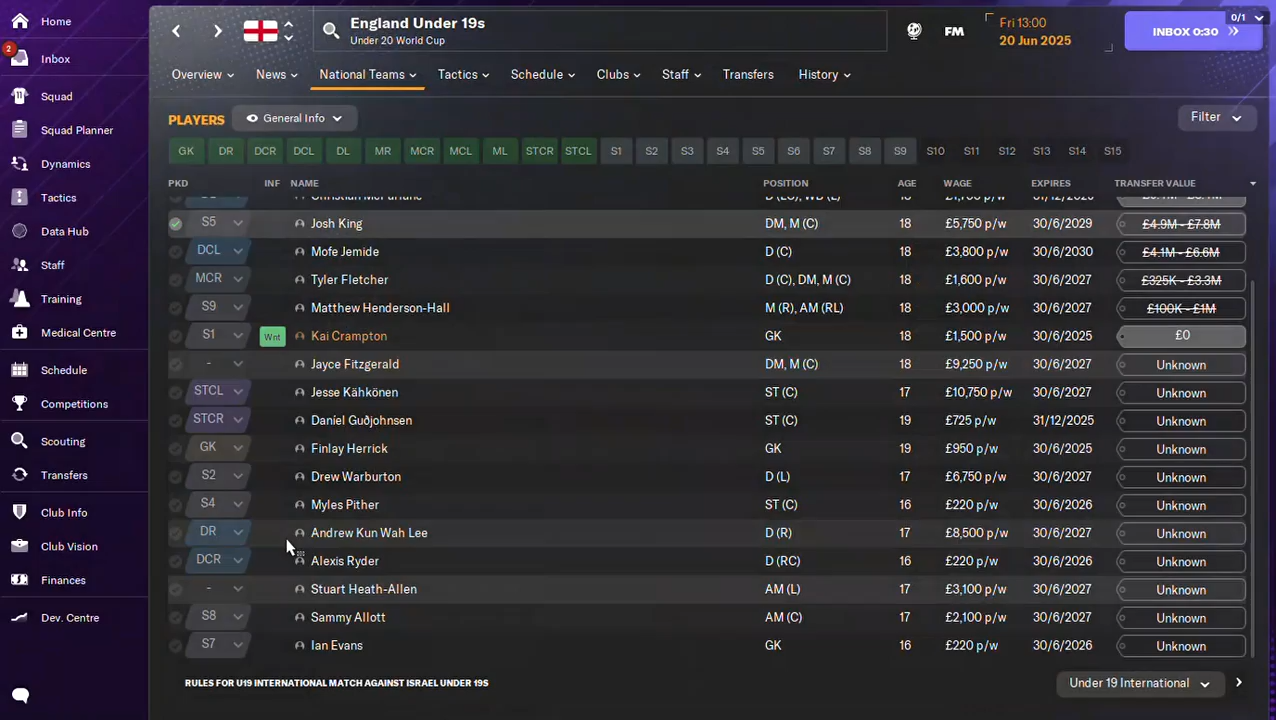 Home
England Under 19s
Under 20 World Cup
FM
Fri 13:00
20 Jun 2025
0/1
INBOX 0:30
2
Inbox
Overview News National Teams Tactics Schedule Clubs Staff Transfers History
Squad
Squad Planner
Dynamics
Tactics
Data Hub
Staff
Training
Medical Centre
Schedule
Competitions
Scouting
Transfers
Club Info
Club Vision
Finances
Dev. Centre
PLAYERS General Info Filter
GK DR DCR DCL DL MR MCR MCL ML STCR STCL S1 S2 S3 S4 S5 S6 S7 S8 S9 S10 S11 S12 S13 S14 S15
PKD INF NAME POSITION AGE WAGE EXPIRES TRANSFER VALUE
S5 Josh King DM, M (C) 18 £5,750 p/w 30/6/2029 £4.9M - £7.8M
DCL Mofe Jemide D (C) 18 £3,800 p/w 30/6/2030 £4.1M - £6.6M
MCR Tyler Fletcher D (C), DM, M (C) 18 £1,600 p/w 30/6/2027 £325K - £3.3M
S9 Matthew Henderson-Hall M (R), AM (RL) 18 £3,000 p/w 30/6/2027 £100K - £1M
S1 Wnt Kai Crampton GK 18 £1,500 p/w 30/6/2025 £0
- Jayce Fitzgerald DM, M (C) 18 £9,250 p/w 30/6/2027 Unknown
STCL Jesse Kähkönen ST (C) 17 £10,750 p/w 30/6/2027 Unknown
STCR Daníel Guðjohnsen ST (C) 19 £725 p/w 31/12/2025 Unknown
GK Finlay Herrick GK 19 £950 p/w 30/6/2025 Unknown
S2 Drew Warburton D (L) 17 £6,750 p/w 30/6/2027 Unknown
S4 Myles Pither ST (C) 16 £220 p/w 30/6/2026 Unknown
DR Andrew Kun Wah Lee D (R) 17 £8,500 p/w 30/6/2027 Unknown
DCR Alexis Ryder D (RC) 16 £220 p/w 30/6/2026 Unknown
- Stuart Heath-Allen AM (L) 17 £3,100 p/w 30/6/2027 Unknown
S8 Sammy Allott AM (C) 17 £2,100 p/w 30/6/2027 Unknown
S7 Ian Evans GK 16 £220 p/w 30/6/2026 Unknown
RULES FOR U19 INTERNATIONAL MATCH AGAINST ISRAEL UNDER 19S
Under 19 International